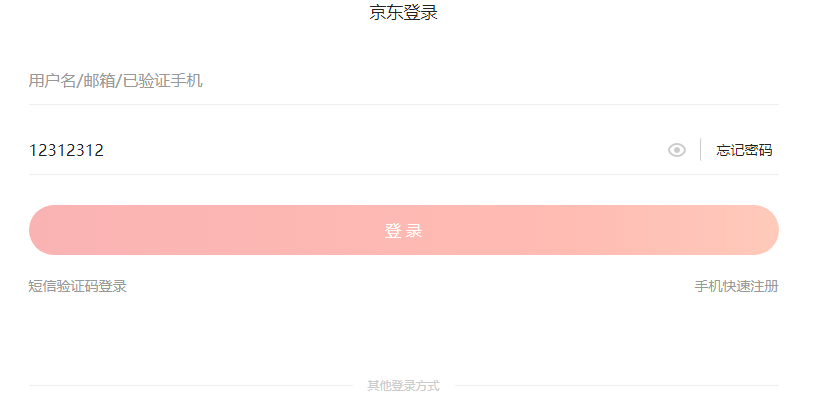 京东登录
用户名/邮箱/已验证手机
12312312 忘记密码
登录
短信验证码登录 手机快速注册
其他登录方式